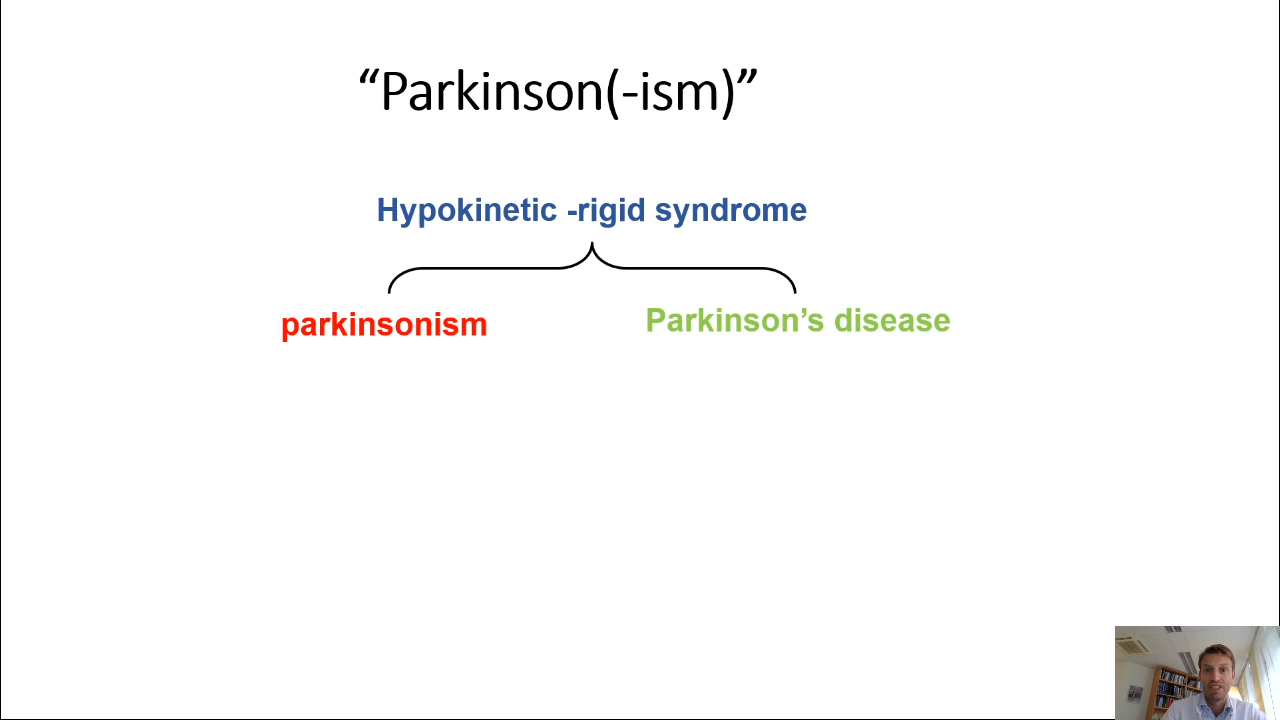 “Parkinson(-ism)”
Hypokinetic -rigid syndrome
parkinsonism
Parkinson’s disease